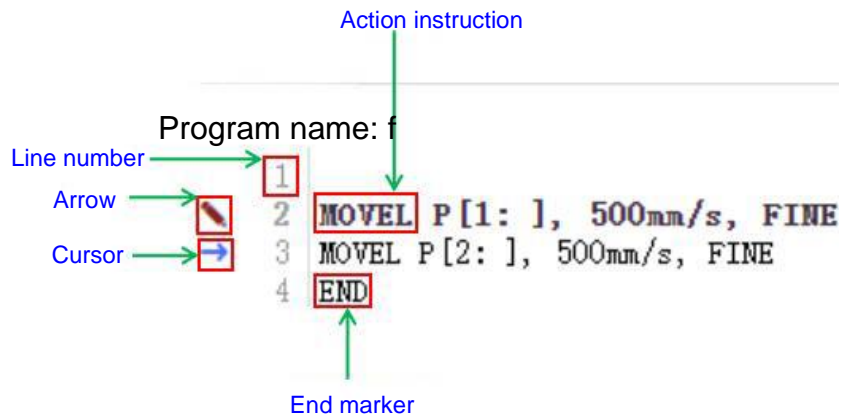 Action instruction
Program name: f
Line number
1
Arrow
2 MOVEL P[1: ], 500mm/s, FINE
Cursor
3 MOVEL P[2: ], 500mm/s, FINE
4 END
End marker